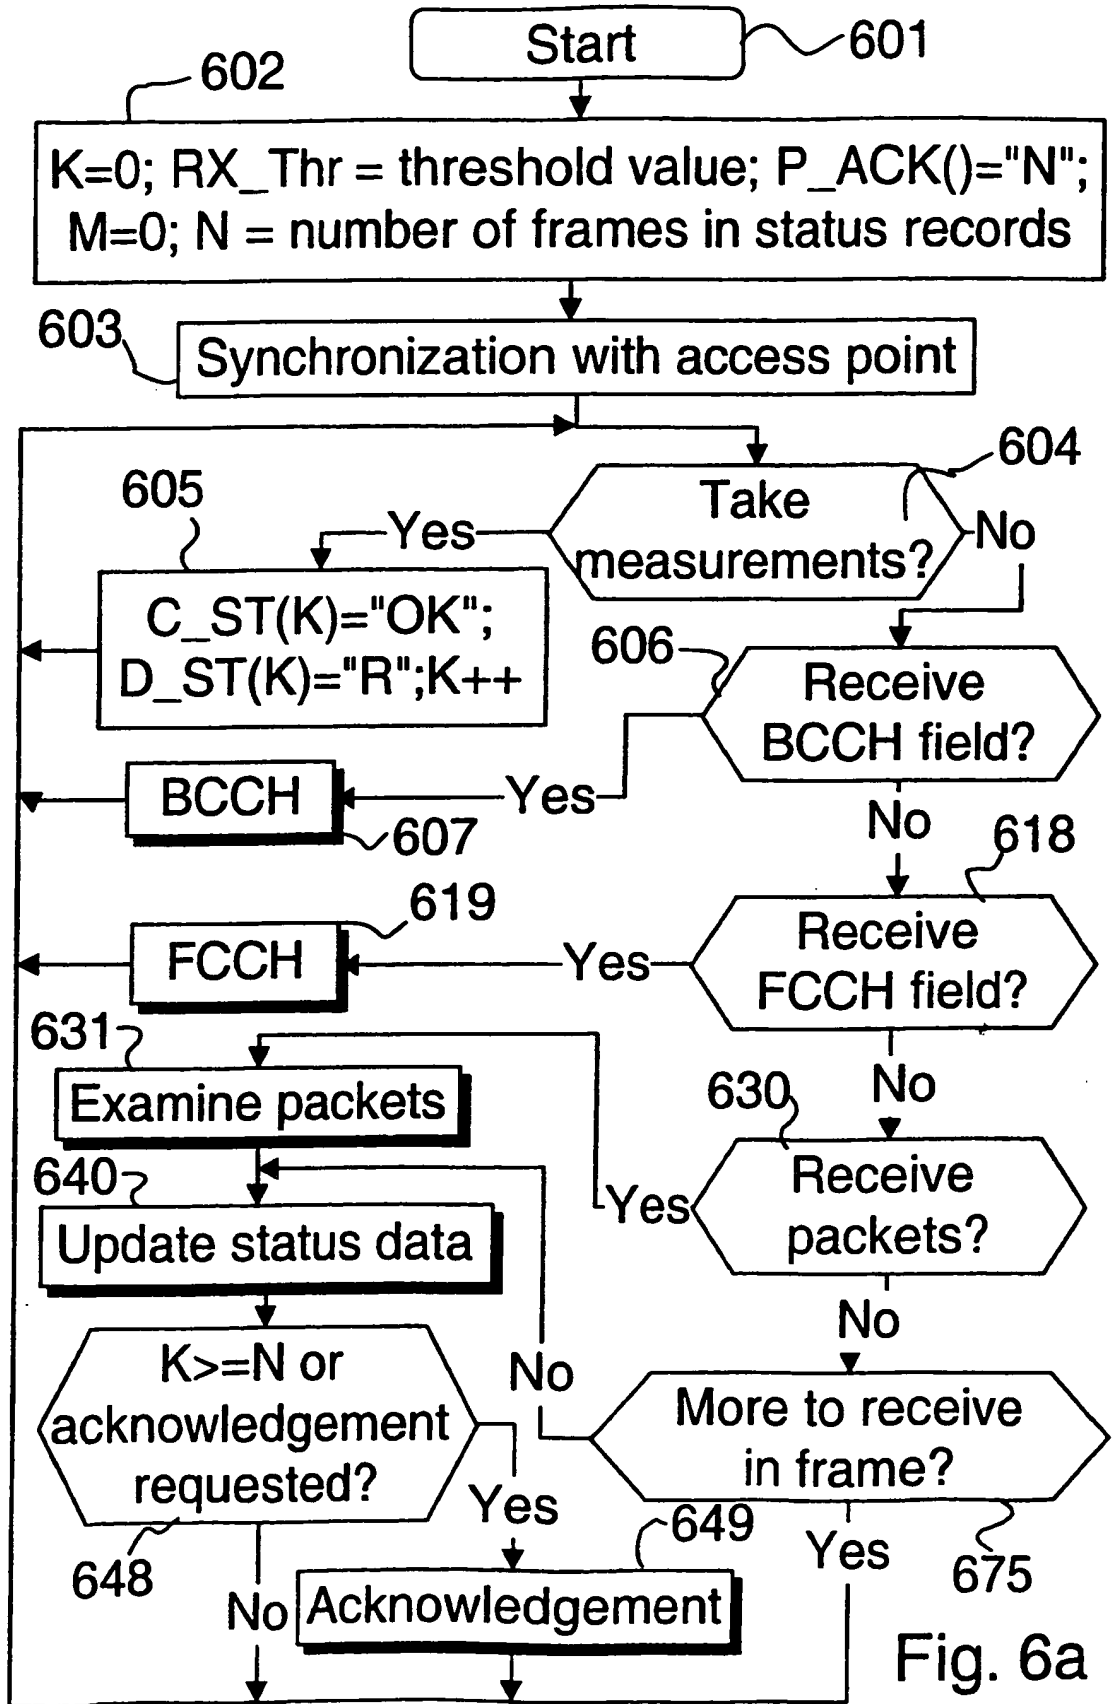 Start
601
602
K=0; RX_Thr = threshold value; P_ACK()="N";
M=0; N = number of frames in status records
603
Synchronization with access point
604
Take
measurements?
Yes
No
605
C_ST(K)="OK";
D_ST(K)="R";K++
606
Receive
BCCH field?
Yes
BCCH
607
No
618
Receive
FCCH field?
Yes
FCCH
619
No
630
Receive
packets?
Yes
631
Examine packets
640
Update status data
No
K>=N or
acknowledgement
requested?
648
No
Yes
649
Acknowledgement
More to receive
in frame?
No
Yes
675
Fig. 6a